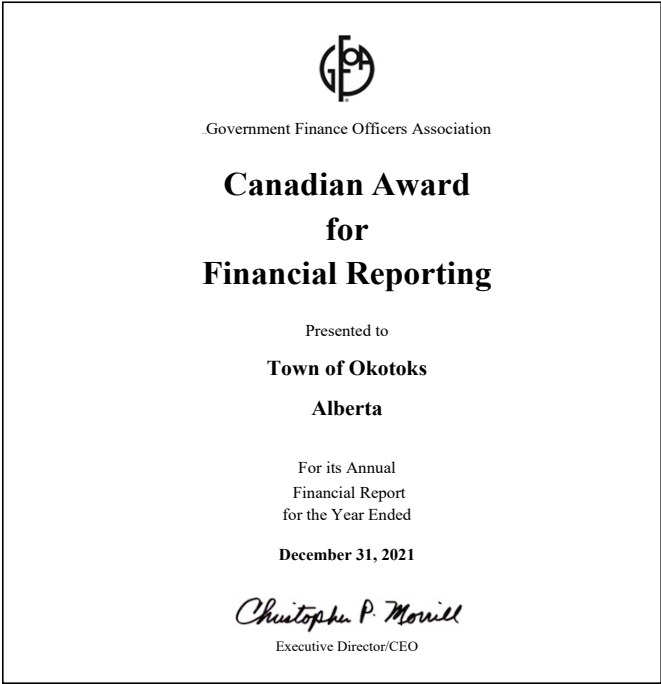 GFOA
Government Finance Officers Association
Canadian Award
for
Financial Reporting
Presented to
Town of Okotoks
Alberta
For its Annual
Financial Report
for the Year Ended
December 31, 2021
Christopher P. Morrill
Executive Director/CEO